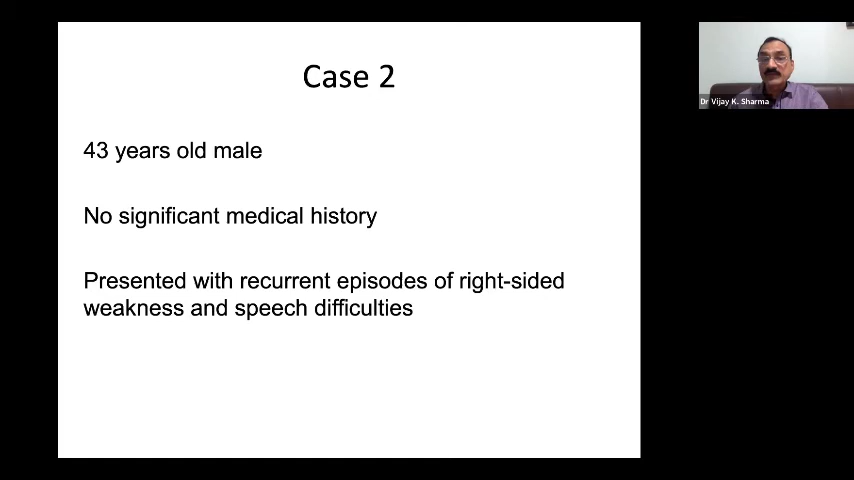 Case 2
43 years old male
No significant medical history
Presented with recurrent episodes of right-sided
weakness and speech difficulties
Dr Vijay K. Sharma